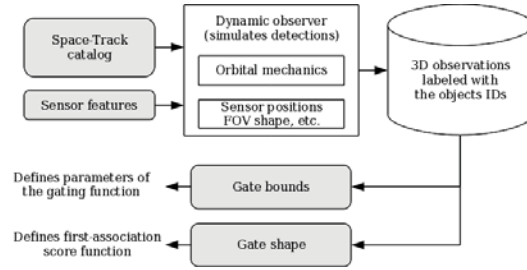 Space-Track
catalog
Sensor features
Dynamic observer
(simulates detections)
Orbital mechanics
Sensor positions
FOV shape, etc.
3D observations
labeled with
the objects IDs
Defines parameters of
the gating function
Gate bounds
Defines first-association
score function
Gate shape